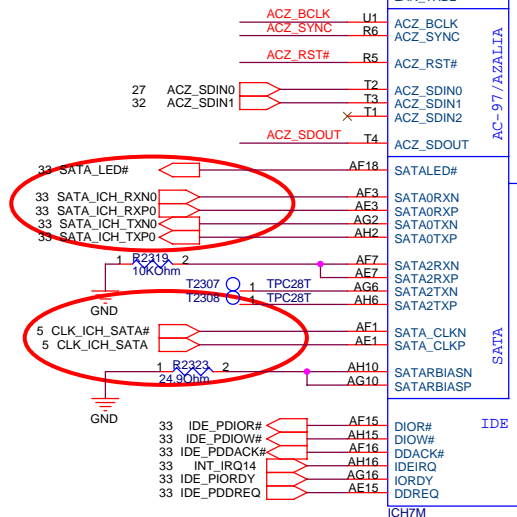 ACZ_BCLK U1 ACZ_BCLK
ACZ_SYNC R6 ACZ_SYNC
ACZ_RST# R5 ACZ_RST#
27 ACZ_SDIN0 T2 ACZ_SDIN0
32 ACZ_SDIN1 T3 ACZ_SDIN1
T1 ACZ_SDIN2
ACZ_SDOUT T4 ACZ_SDOUT
AC-97/AZALIA
33 SATA_LED# AF18 SATALED#
33 SATA_ICH_RXN0 AF3 SATA0RXN
33 SATA_ICH_RXP0 AE3 SATA0RXP
33 SATA_ICH_TXN0 AG2 SATA0TXN
33 SATA_ICH_TXP0 AH2 SATA0TXP
1 R2319 2 AF7 SATA2RXN
10KOhm AE7 SATA2RXP
T2307 1 TPC28T AG6 SATA2TXN
T2308 1 TPC28T AH6 SATA2TXP
GND
5 CLK_ICH_SATA# AF1 SATA_CLKN
5 CLK_ICH_SATA AE1 SATA_CLKP
SATA
1 R2323 2 AH10 SATARBIASN
24.9Ohm AG10 SATARBIASP
GND
IDE
33 IDE_PDIOR# AF15 DIOR#
33 IDE_PDIOW# AH15 DIOW#
33 IDE_PDDACK# AF16 DDACK#
33 INT_IRQ14 AH16 IDEIRQ
33 IDE_PIORDY AG16 IORDY
33 IDE_PDDREQ AE15 DDREQ
ICH7M